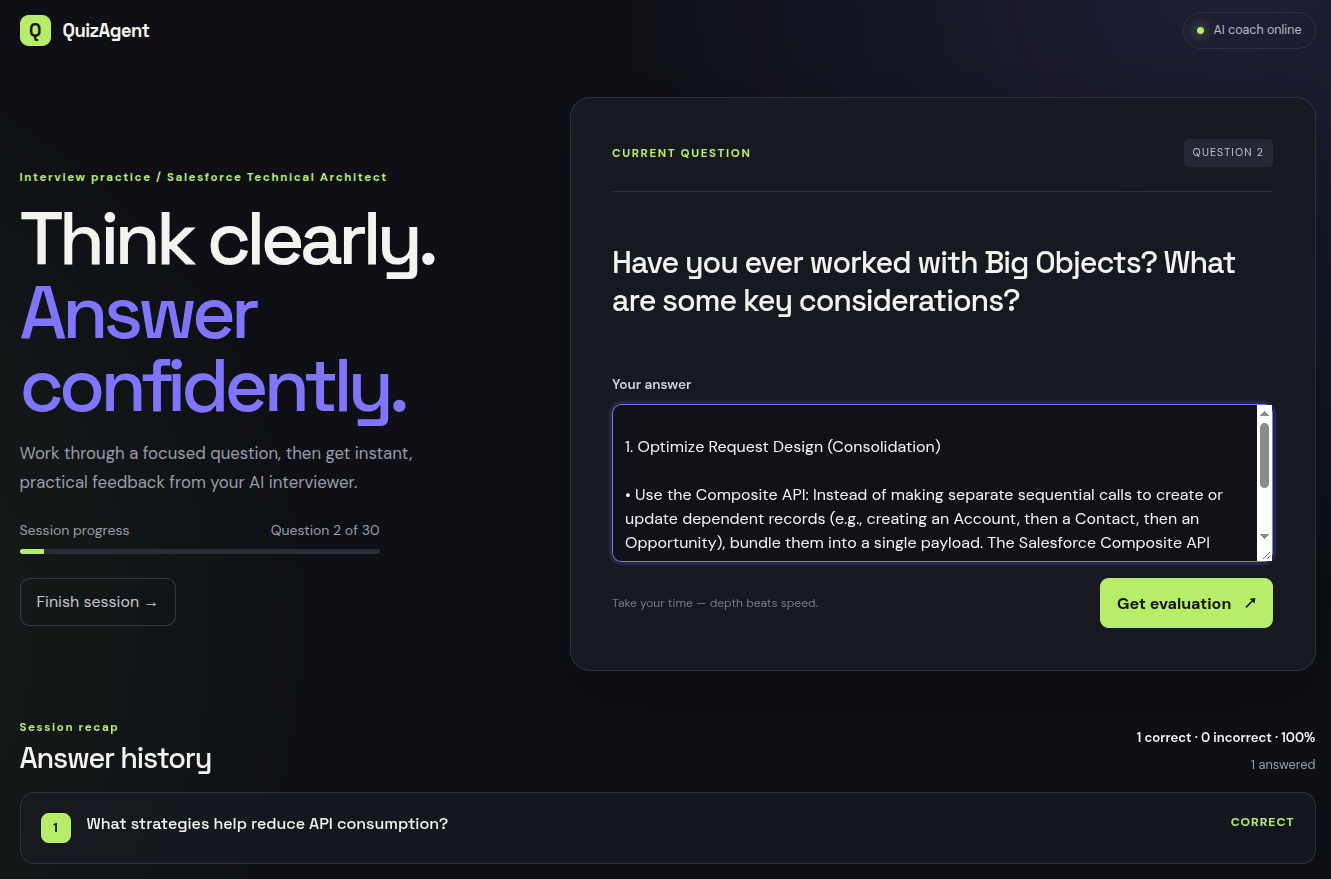 Q QuizAgent
AI coach online
Interview practice / Salesforce Technical Architect
Think clearly.
Answer
confidently.
Work through a focused question, then get instant,
practical feedback from your AI interviewer.
Session progress
Question 2 of 30
Finish session →
CURRENT QUESTION
QUESTION 2
Have you ever worked with Big Objects? What
are some key considerations?
Your answer
1. Optimize Request Design (Consolidation)
• Use the Composite API: Instead of making separate sequential calls to create or
update dependent records (e.g., creating an Account, then a Contact, then an
Opportunity), bundle them into a single payload. The Salesforce Composite API
Take your time — depth beats speed.
Get evaluation ↗
Session recap
Answer history
1 correct · 0 incorrect · 100%
1 answered
1 What strategies help reduce API consumption?
CORRECT